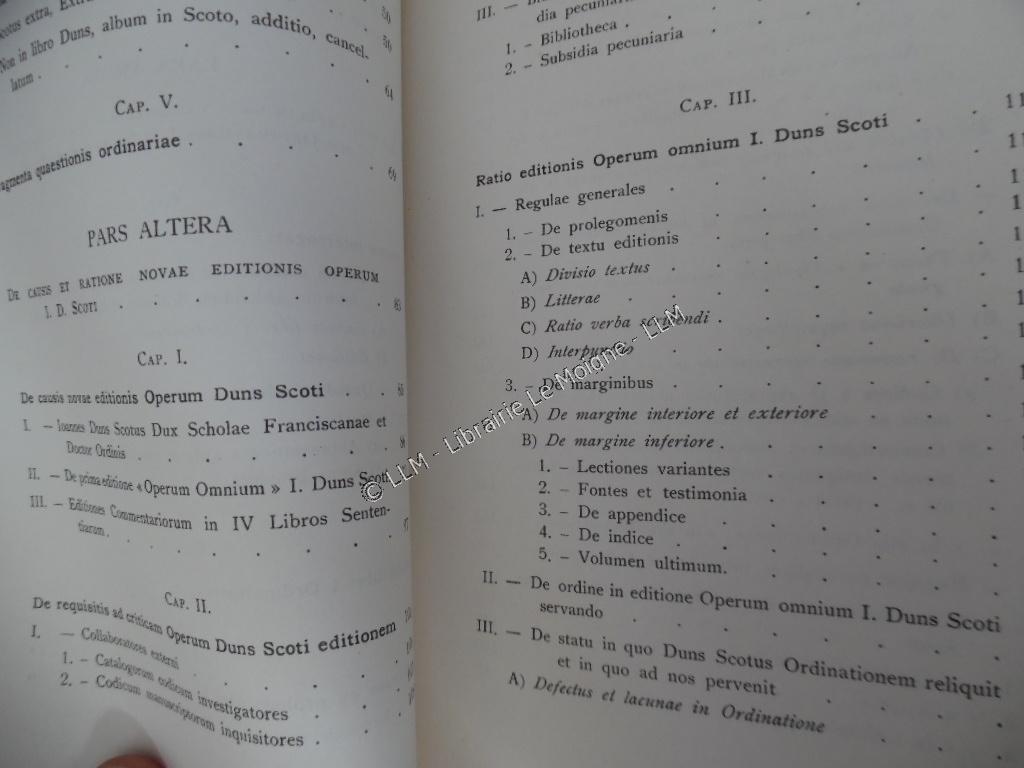 Scotus extra,
Non in libro Duns, album in Scoto, additio, cancel-
latum . 64
CAP. V.
quaestionis ordinariae . 69
PARS ALTERA
DE CAUSIS ET RATIONE NOVAE EDITIONIS OPERUM
I. D. SCOTI . 85
CAP. I.
De causis novae editionis Operum Duns Scoti
I. – Ioannes Duns Scotus Dux Scholae Franciscanae et
Doctor Ordinis
II. – De prima editione « Operum Omnium » I. Duns Scoti
III. – Editiones Commentariorum in IV Libros Senten-
tiarum .
CAP. II.
De requisitis ad criticam Operum Duns Scoti editionem
I. – Collaboratores externi
1. – Catalogorum codicum investigatores
2. – Codicum manuscriptorum inquisitores .
III. –
dia pecuniaria
1. – Bibliotheca .
2. – Subsidia pecuniaria
CAP. III.
Ratio editionis Operum omnium I. Duns Scoti
I. — Regulae generales
1. – De prolegomenis
2. – De textu editionis
A) Divisio textus
B) Litterae
C) Ratio verba scribendi .
D) Interpunctio
3. – De marginibus
A) De margine interiore et exteriore
B) De margine inferiore .
1. – Lectiones variantes
2. – Fontes et testimonia
3. – De appendice
4. – De indice
5. – Volumen ultimum.
II. — De ordine in editione Operum omnium I. Duns Scoti
servando
III. — De statu in quo Duns Scotus Ordinationem reliquit
et in quo ad nos pervenit
A) Defectus et lacunae in Ordinatione
© LLM - Librairie Le Moigne - LLM